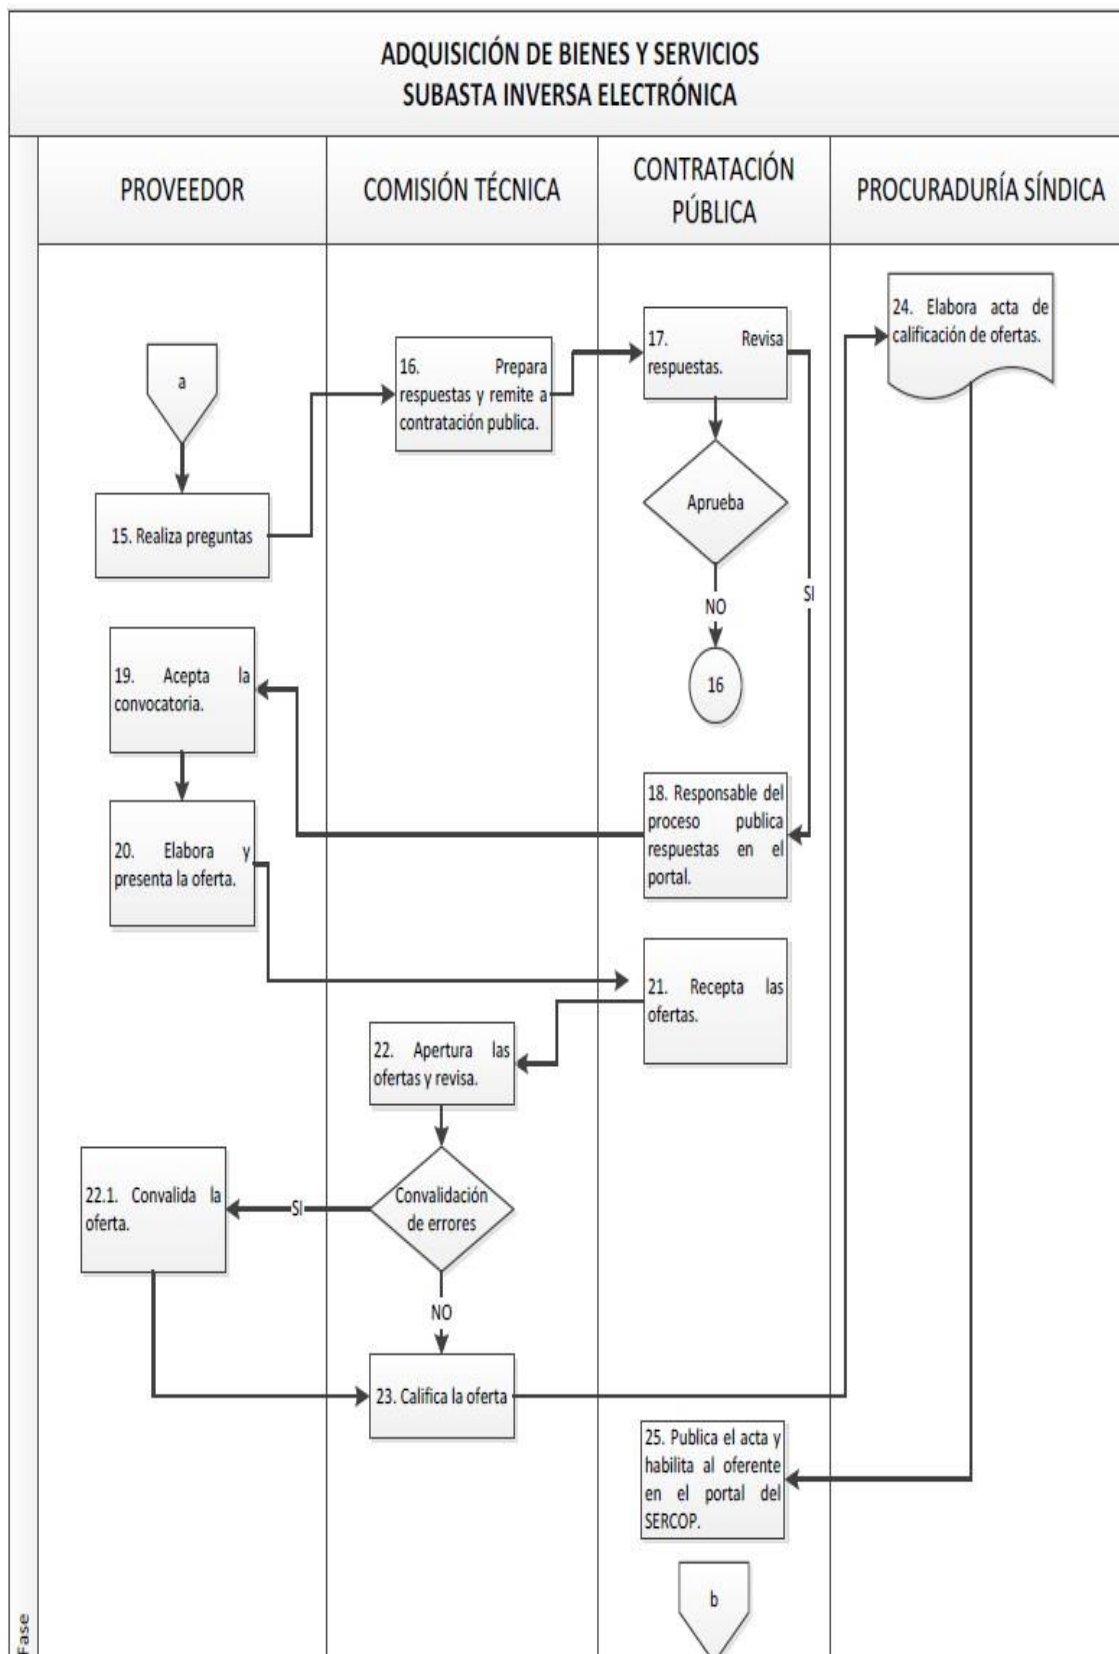 ADQUISICIÓN DE BIENES Y SERVICIOS
SUBASTA INVERSA ELECTRÓNICA
PROVEEDOR
COMISIÓN TÉCNICA
CONTRATACIÓN
PÚBLICA
PROCURADURÍA SÍNDICA
a
15. Realiza preguntas
16. Prepara
respuestas y remite a
contratación publica.
17. Revisa
respuestas.
Aprueba
NO
16
SI
18. Responsable del
proceso publica
respuestas en el
portal.
19. Acepta la
convocatoria.
20. Elabora y
presenta la oferta.
21. Recepta las
ofertas.
22. Apertura las
ofertas y revisa.
Convalidación
de errores
SI
22.1. Convalida la
oferta.
NO
23. Califica la oferta
24. Elabora acta de
calificación de ofertas.
25. Publica el acta y
habilita al oferente
en el portal del
SERCOP.
b
Fase